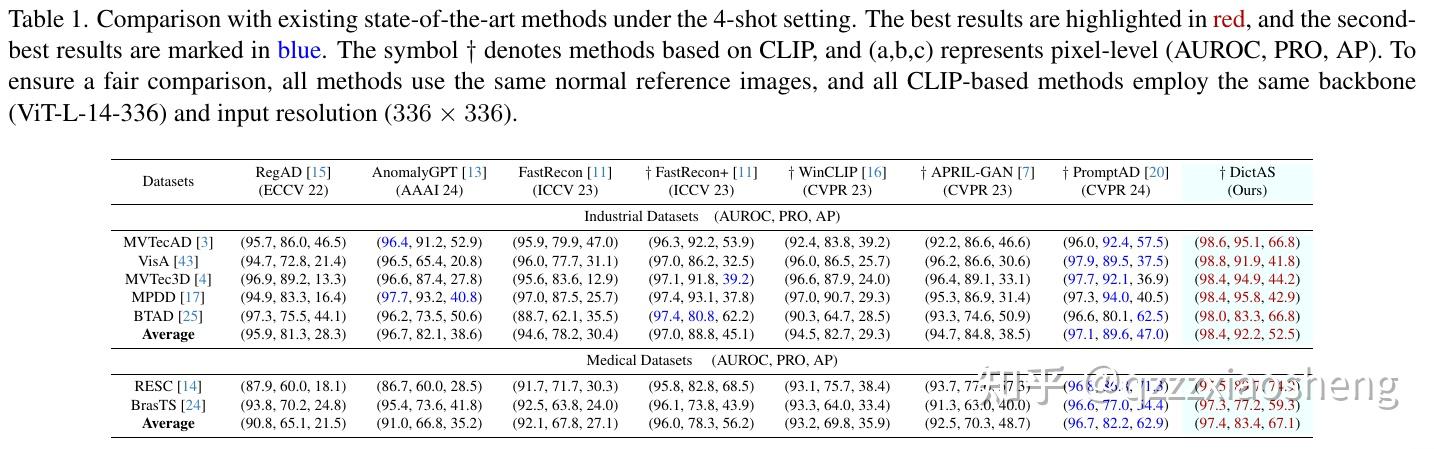 Table 1. Comparison with existing state-of-the-art methods under the 4-shot setting. The best results are highlighted in red, and the second-
best results are marked in blue. The symbol † denotes methods based on CLIP, and (a,b,c) represents pixel-level (AUROC, PRO, AP). To
ensure a fair comparison, all methods use the same normal reference images, and all CLIP-based methods employ the same backbone
(ViT-L-14-336) and input resolution (336 × 336).
Datasets RegAD [15] AnomalyGPT [13] FastRecon [11] † FastRecon+ [11] † WinCLIP [16] † APRIL-GAN [7] † PromptAD [20] † DictAS
(ECCV 22) (AAAI 24) (ICCV 23) (ICCV 23) (CVPR 23) (CVPR 23) (CVPR 24) (Ours)
Industrial Datasets (AUROC, PRO, AP)
MVTecAD [3] (95.7, 86.0, 46.5) (96.4, 91.2, 52.9) (95.9, 79.9, 47.0) (96.3, 92.2, 53.9) (92.4, 83.8, 39.2) (92.2, 86.6, 46.6) (96.0, 92.4, 57.5) (98.6, 95.1, 66.8)
VisA [43] (94.7, 72.8, 21.4) (96.5, 65.4, 20.8) (96.0, 77.7, 31.1) (97.0, 86.2, 32.5) (96.0, 86.5, 25.7) (96.2, 86.6, 30.6) (97.9, 89.5, 37.5) (98.8, 91.9, 41.8)
MVTec3D [4] (96.9, 89.2, 13.3) (96.6, 87.4, 27.8) (95.6, 83.6, 12.9) (97.1, 91.8, 39.2) (96.6, 87.9, 24.0) (96.4, 89.1, 33.1) (97.7, 92.1, 36.9) (98.4, 94.9, 44.2)
MPDD [17] (94.9, 83.3, 16.4) (97.7, 93.2, 40.8) (97.0, 87.5, 25.7) (97.4, 93.1, 37.8) (97.0, 90.7, 29.3) (95.3, 86.9, 31.4) (97.3, 94.0, 40.5) (98.4, 95.8, 42.9)
BTAD [25] (97.3, 75.5, 44.1) (96.2, 73.5, 50.6) (88.7, 62.1, 35.5) (97.4, 80.8, 62.2) (90.3, 64.7, 28.5) (93.3, 74.6, 50.9) (96.6, 80.1, 62.5) (98.0, 83.3, 66.8)
Average (95.9, 81.3, 28.3) (96.7, 82.1, 38.6) (94.6, 78.2, 30.4) (97.0, 88.8, 45.1) (94.5, 82.7, 29.3) (94.7, 84.8, 38.5) (97.1, 89.6, 47.0) (98.4, 92.2, 52.5)
Medical Datasets (AUROC, PRO, AP)
RESC [14] (87.9, 60.0, 18.1) (86.7, 60.0, 28.5) (91.7, 71.7, 30.3) (95.8, 82.8, 68.5) (93.1, 75.7, 38.4) (93.7,
BrasTS [24] (93.8, 70.2, 24.8) (95.4, 73.6, 41.8) (92.5, 63.8, 24.0) (96.1, 73.8, 43.9) (93.3, 64.0, 33.4) (91.3, 63.0, 40.0) (96.6, 77.0, (97.3, 77.2, 59.3)
Average (90.8, 65.1, 21.5) (91.0, 66.8, 35.2) (92.1, 67.8, 27.1) (96.0, 78.3, 56.2) (93.2, 69.8, 35.9) (92.5, 70.3, 48.7) (96.7, 82.2, 62.9) (97.4, 83.4, 67.1)
知乎 @qzzxiaosheng